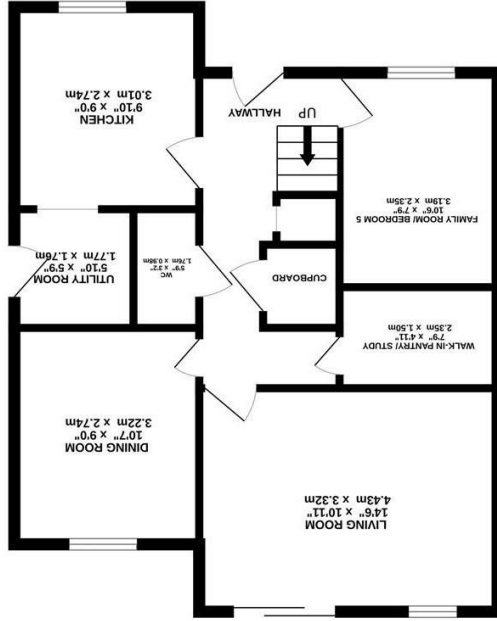 LIVING ROOM
14'6" x 10'11"
4.43m x 3.32m
DINING ROOM
10'7" x 9'0"
3.22m x 2.74m
WALK-IN PANTRY/ STUDY
7'9" x 4'11"
2.35m x 1.50m
CUPBOARD
WC
5'9" x 3'2"
1.76m x 0.98m
UTILITY ROOM
5'10" x 5'9"
1.77m x 1.76m
FAMILY ROOM/ BEDROOM 5
10'6" x 7'9"
3.19m x 2.35m
UP
HALLWAY
KITCHEN
9'10" x 9'0"
3.01m x 2.74m